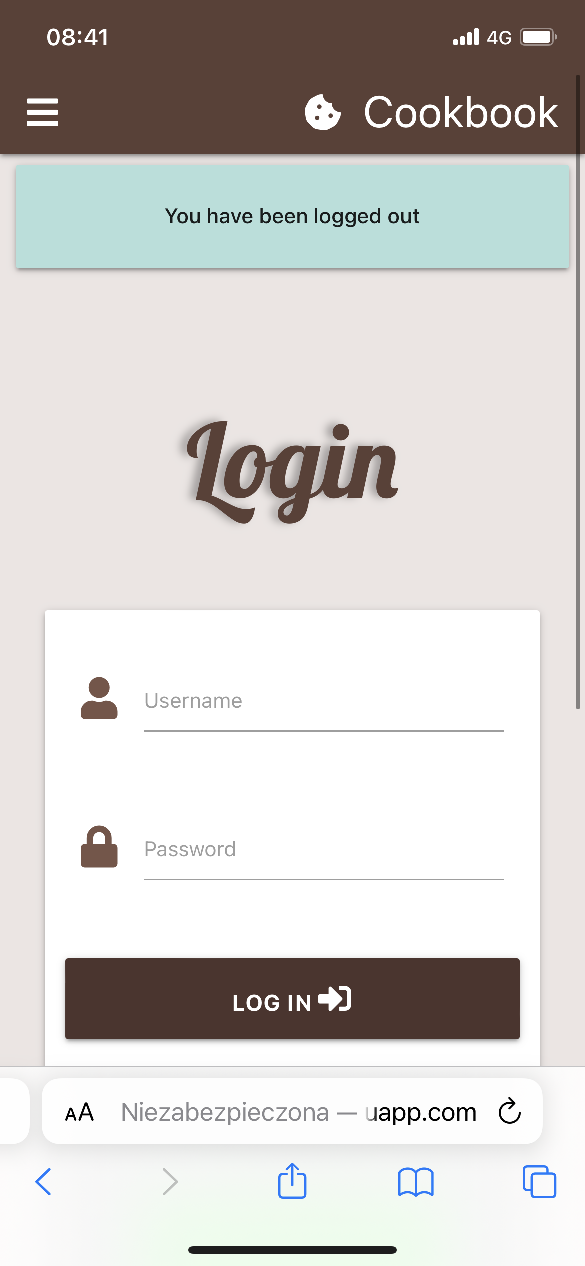 08:41
4G
Cookbook
You have been logged out
Login
Username
Password
LOG IN
AA Niezabezpieczona — uapp.com